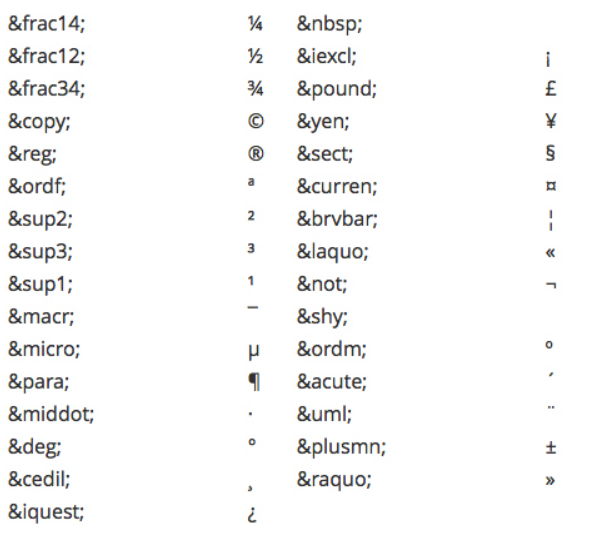 &frac14; ¼ &nbsp;
&frac12; ½ &iexcl; ¡
&frac34; ¾ &pound; £
&copy; © &yen; ¥
&reg; ® &sect; §
&ordf; ª &curren; ¤
&sup2; ² &brvbar; ¦
&sup3; ³ &laquo; «
&sup1; ¹ &not; ¬
&macr; ¯ &shy;
&micro; µ &ordm; º
&para; ¶ &acute; ´
&middot; · &uml; ¨
&deg; ° &plusmn; ±
&cedil; ¸ &raquo; »
&iquest; ¿